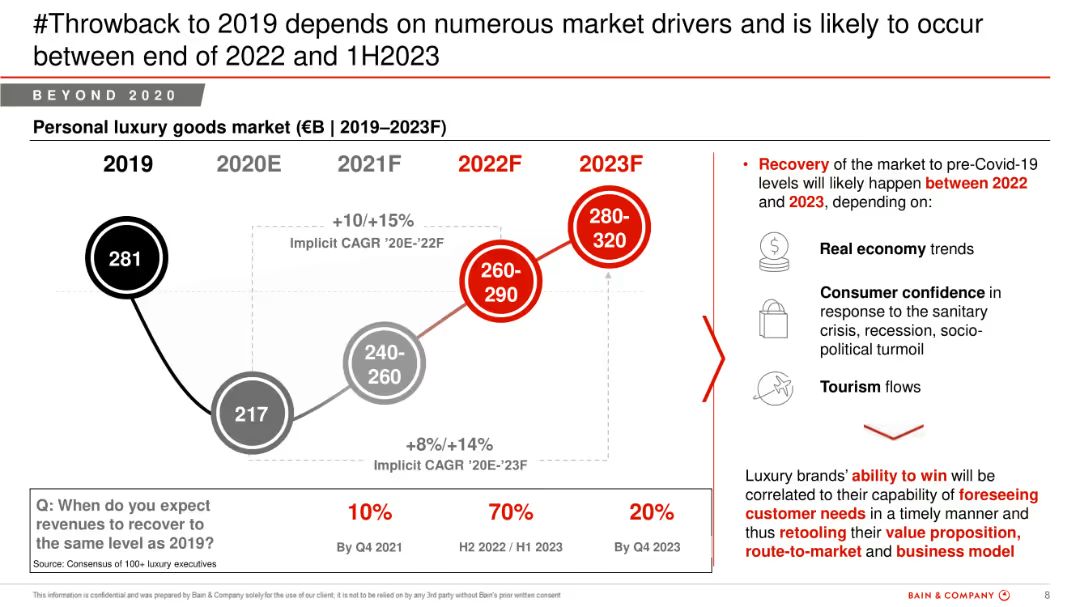 #Throwback to 2019 depends on numerous market drivers and is likely to occur
between end of 2022 and 1H2023
BEYOND 2020
Personal luxury goods market (€B | 2019–2023F)
2019 2020E 2021F 2022F 2023F
281
217
240-
260
260-
290
280-
320
+10/+15%
Implicit CAGR '20E-'22F
+8%/+14%
Implicit CAGR '20E-'23F
Q: When do you expect
revenues to recover to
the same level as 2019?
Source: Consensus of 100+ luxury executives
10% 70% 20%
By Q4 2021 H2 2022 / H1 2023 By Q4 2023
• Recovery of the market to pre-Covid-19
levels will likely happen between 2022
and 2023, depending on:
Real economy trends
Consumer confidence in
response to the sanitary
crisis, recession, socio-
political turmoil
Tourism flows
Luxury brands' ability to win will be
correlated to their capability of foreseeing
customer needs in a timely manner and
thus retooling their value proposition,
route-to-market and business model
This information is confidential and was prepared by Bain & Company solely for the use of our client; it is not to be relied on by any 3rd party without Bain's prior written consent
BAIN & COMPANY
8